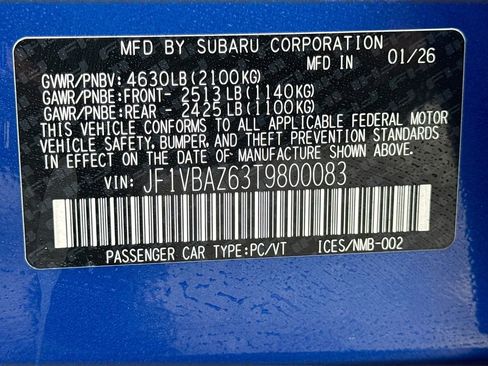 MFD BY SUBARU CORPORATION 01/26
GVWR/PNBV: 4630LB (2100KG)
GAWR/PNBE:FRONT- 2513 LB (1140KG)
GAWR/PNBE:REAR - 2425 LB (1100KG)
THIS VEHICLE CONFORMS TO ALL APPLICABLE FEDERAL MOTOR
VEHICLE SAFETY, BUMPER, AND THEFT PREVENTION STANDARDS
IN EFFECT ON THE DATE OF MANUFACTURE SHOWN ABOVE.
VIN: JF1VBAZ63T9800083
PASSENGER CAR TYPE:PC/VT ICES/NMB-002